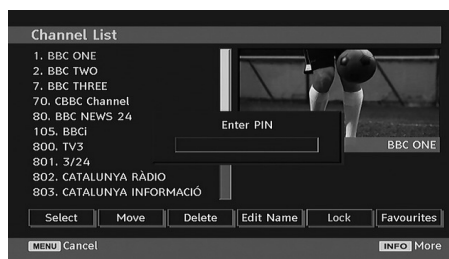 Channel List
1. BBC ONE
2. BBC TWO
7. BBC THREE
70. CBBC Channel
80. BBC NEWS 24
105. BBCi
800. TV3
801. 3/24
802. CATALUNYA RÀDIO
803. CATALUNYA INFORMACIÓ
Enter PIN
BBC ONE
Select Move Delete Edit Name Lock Favourites
MENU Cancel INFO More